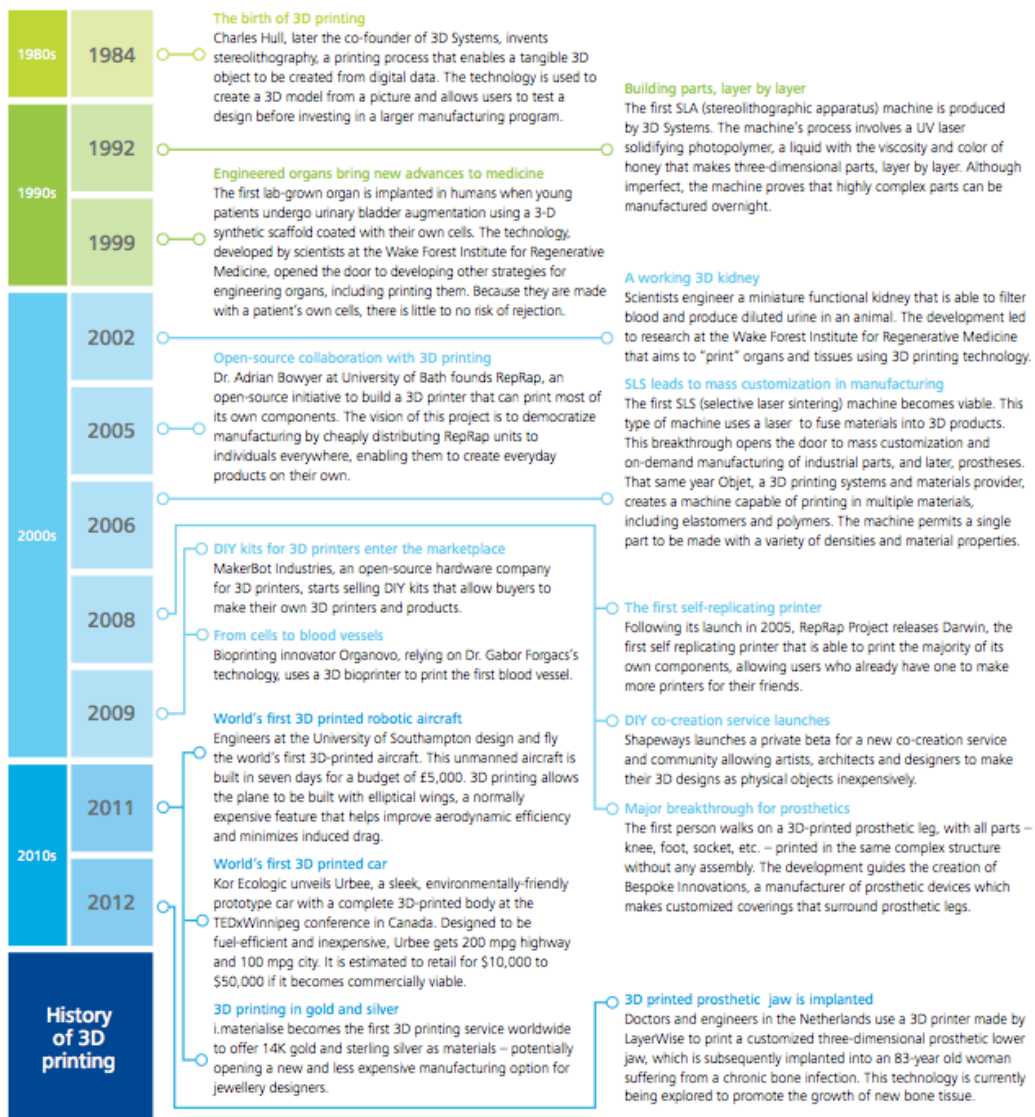 1980s
1984
The birth of 3D printing
Charles Hull, later the co-founder of 3D Systems, invents
stereolithography, a printing process that enables a tangible 3D
object to be created from digital data. The technology is used to
create a 3D model from a picture and allows users to test a
design before investing in a larger manufacturing program.
1990s
1992
Building parts, layer by layer
The first SLA (stereolithographic apparatus) machine is produced
by 3D Systems. The machine's process involves a UV laser
solidifying photopolymer, a liquid with the viscosity and color of
honey that makes three-dimensional parts, layer by layer. Although
imperfect, the machine proves that highly complex parts can be
manufactured overnight.
1999
Engineered organs bring new advances to medicine
The first lab-grown organ is implanted in humans when young
patients undergo urinary bladder augmentation using a 3-D
synthetic scaffold coated with their own cells. The technology,
developed by scientists at the Wake Forest Institute for Regenerative
Medicine, opened the door to developing other strategies for
engineering organs, including printing them. Because they are made
with a patient's own cells, there is little to no risk of rejection.
2000s
2002
A working 3D kidney
Scientists engineer a miniature functional kidney that is able to filter
blood and produce diluted urine in an animal. The development led
to research at the Wake Forest Institute for Regenerative Medicine
that aims to "print" organs and tissues using 3D printing technology.
2005
Open-source collaboration with 3D printing
Dr. Adrian Bowyer at University of Bath founds RepRap, an
open-source initiative to build a 3D printer that can print most of
its own components. The vision of this project is to democratize
manufacturing by cheaply distributing RepRap units to
individuals everywhere, enabling them to create everyday
products on their own.
2006
SLS leads to mass customization in manufacturing
The first SLS (selective laser sintering) machine becomes viable. This
type of machine uses a laser to fuse materials into 3D products.
This breakthrough opens the door to mass customization and
on-demand manufacturing of industrial parts, and later, prostheses.
That same year Objet, a 3D printing systems and materials provider,
creates a machine capable of printing in multiple materials,
including elastomers and polymers. The machine permits a single
part to be made with a variety of densities and material properties.
2008
The first self-replicating printer
Following its launch in 2005, RepRap Project releases Darwin, the
first self replicating printer that is able to print the majority of its
own components, allowing users who already have one to make
more printers for their friends.
DIY co-creation service launches
Shapeways launches a private beta for a new co-creation service
and community allowing artists, architects and designers to make
their 3D designs as physical objects inexpensively.
Major breakthrough for prosthetics
The first person walks on a 3D-printed prosthetic leg, with all parts –
knee, foot, socket, etc. – printed in the same complex structure
without any assembly. The development guides the creation of
Bespoke Innovations, a manufacturer of prosthetic devices which
makes customized coverings that surround prosthetic legs.
2009
DIY kits for 3D printers enter the marketplace
MakerBot Industries, an open-source hardware company
for 3D printers, starts selling DIY kits that allow buyers to
make their own 3D printers and products.
From cells to blood vessels
Bioprinting innovator Organovo, relying on Dr. Gabor Forgacs's
technology, uses a 3D bioprinter to print the first blood vessel.
2010s
2011
World's first 3D printed robotic aircraft
Engineers at the University of Southampton design and fly
the world's first 3D-printed aircraft. This unmanned aircraft is
built in seven days for a budget of £5,000. 3D printing allows
the plane to be built with elliptical wings, a normally
expensive feature that helps improve aerodynamic efficiency
and minimizes induced drag.
World's first 3D printed car
Kor Ecologic unveils Urbee, a sleek, environmentally-friendly
prototype car with a complete 3D-printed body at the
TEDxWinnipeg conference in Canada. Designed to be
fuel-efficient and inexpensive, Urbee gets 200 mpg highway
and 100 mpg city. It is estimated to retail for $10,000 to
$50,000 if it becomes commercially viable.
3D printing in gold and silver
i.materialise becomes the first 3D printing service worldwide
to offer 14K gold and sterling silver as materials – potentially
opening a new and less expensive manufacturing option for
jewellery designers.
2012
3D printed prosthetic jaw is implanted
Doctors and engineers in the Netherlands use a 3D printer made by
LayerWise to print a customized three-dimensional prosthetic lower
jaw, which is subsequently implanted into an 83-year old woman
suffering from a chronic bone infection. This technology is currently
being explored to promote the growth of new bone tissue.
History
of 3D
printing